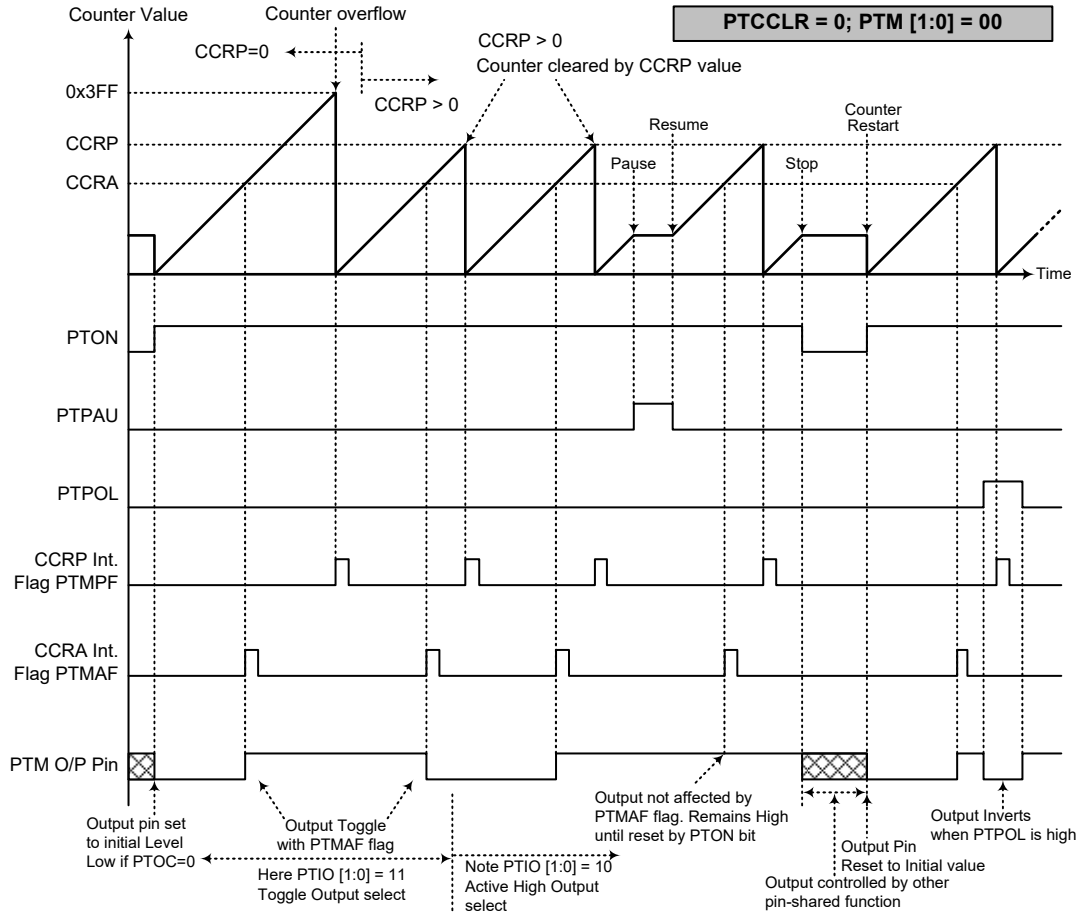 Counter Value
Counter overflow
PTCCLR = 0; PTM [1:0] = 00
CCRP=0
CCRP > 0
CCRP > 0
Counter cleared by CCRP value
0x3FF
CCRP
CCRA
Pause
Resume
Stop
Counter
Restart
Time
PTON
PTPAU
PTPOL
CCRP Int.
Flag PTMPF
CCRA Int.
Flag PTMAF
PTM O/P Pin
Output pin set
to initial Level
Low if PTOC=0
Output Toggle
with PTMAF flag
Here PTIO [1:0] = 11
Toggle Output select
Note PTIO [1:0] = 10
Active High Output
select
Output not affected by
PTMAF flag. Remains High
until reset by PTON bit
Output Pin
Reset to Initial value
Output controlled by other
pin-shared function
Output Inverts
when PTPOL is high